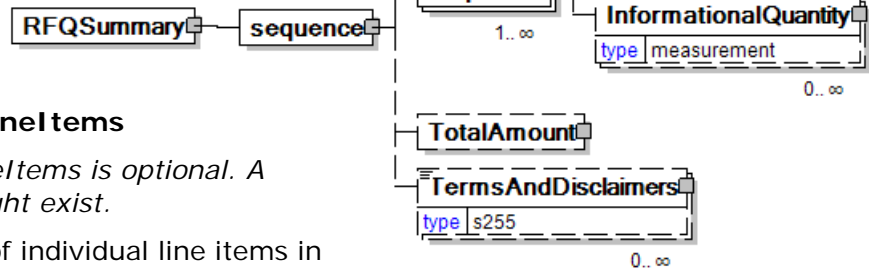 InformationalQuantity
RFQSummary
sequence
1.. ∞
type measurement
0.. ∞
neItems
TotalAmount
eItems is optional. A
ght exist.
TermsAndDisclaimers
type s255
of individual line items in
0.. ∞